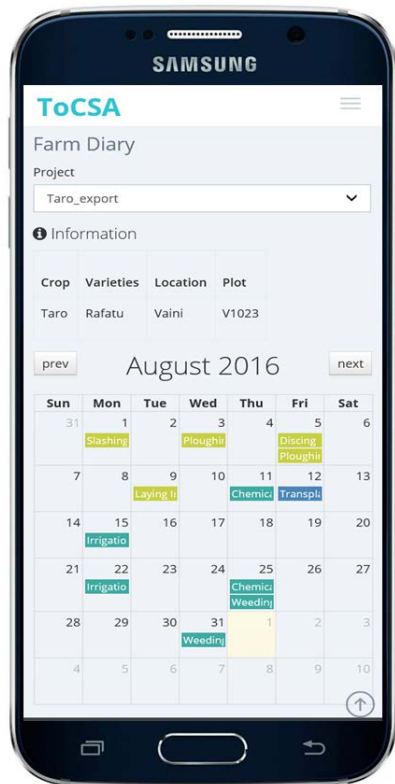 SAMSUNG
ToCSA
Farm Diary
Project
Taro_export
Information
Crop Varieties Location Plot
Taro Rafatu Vaini V1023
prev August 2016 next
Sun Mon Tue Wed Thu Fri Sat
31 1 2 3 4 5 6
Slashing Ploughin Discing
Ploughin
7 8 9 10 11 12 13
Laying li Chemica Transpla
14 15 16 17 18 19 20
Irrigatio
21 22 23 24 25 26 27
Irrigatio Chemica
Weeding
28 29 30 31 1 2 3
Weeding
4 5 6 7 8 9 10